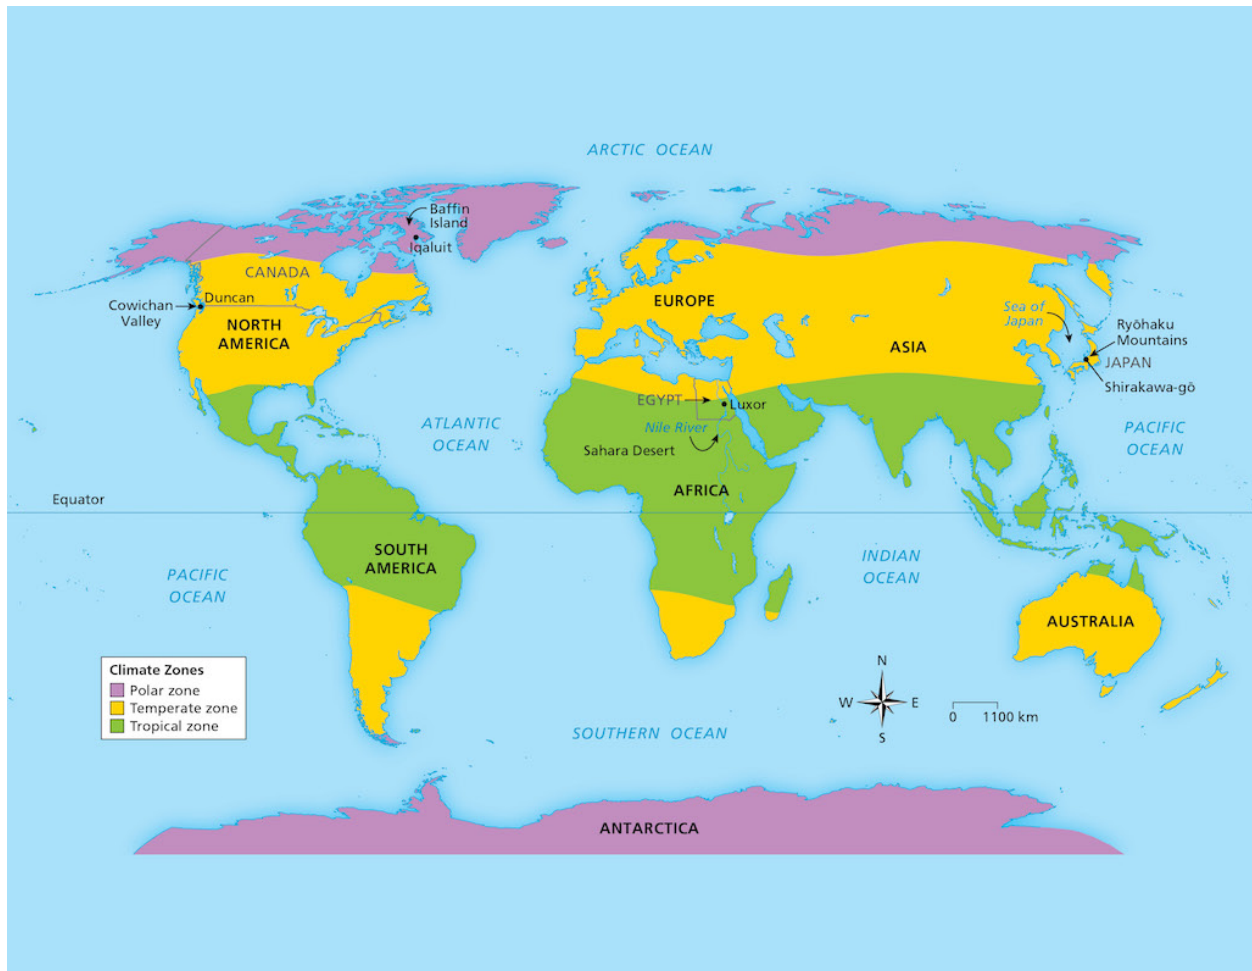 ARCTIC OCEAN
Baffin
Island
Iqaluit
CANADA
Cowichan
Valley
Duncan
NORTH
AMERICA
EUROPE
ASIA
Sea of
Japan
Ryōhaku
Mountains
JAPAN
Shirakawa-gō
EGYPT
Luxor
Nile River
Sahara Desert
ATLANTIC
OCEAN
PACIFIC
OCEAN
AFRICA
Equator
SOUTH
AMERICA
PACIFIC
OCEAN
INDIAN
OCEAN
AUSTRALIA
Climate Zones
Polar zone
Temperate zone
Tropical zone
N
W
E
S
0 1100 km
SOUTHERN OCEAN
ANTARCTICA